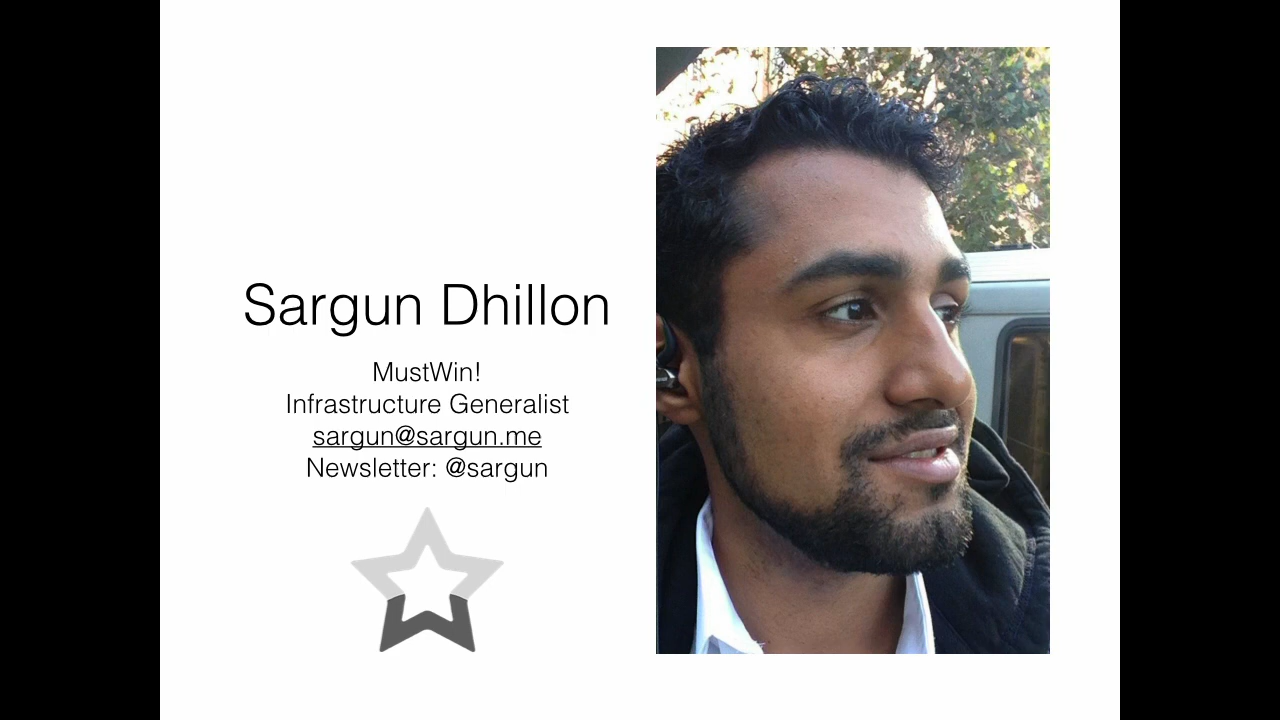 Sargun Dhillon
MustWin!
Infrastructure Generalist
sargun@sargun.me
Newsletter: @sargun